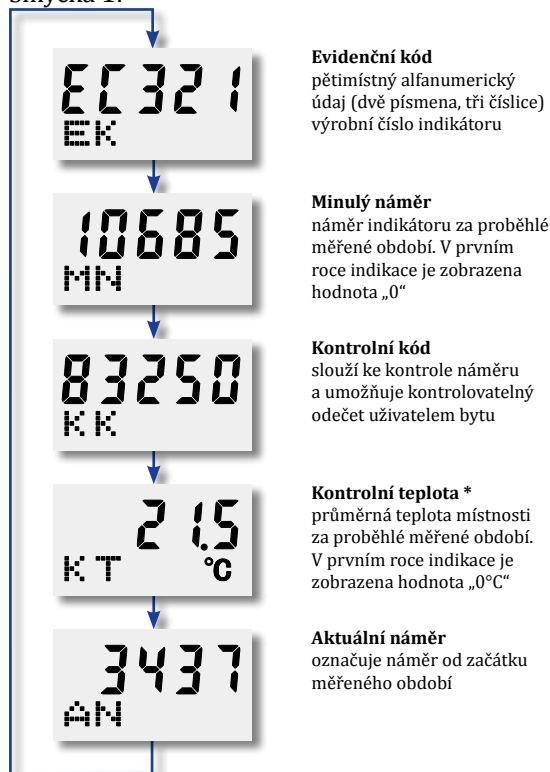 EC321
EK
Evidenční kód
pětimístný alfanumerický
údaj (dvě písmena, tři číslice)
výrobní číslo indikátoru
10685
MN
Minulý náměr
náměr indikátoru za proběhlé
měřené období. V prvním
roce indikace je zobrazena
hodnota „0“
83250
KK
Kontrolní kód
slouží ke kontrole náměru
a umožňuje kontrolovatelný
odečet uživatelem bytu
21.5
KT °C
Kontrolní teplota *
průměrná teplota místnosti
za proběhlé měřené období.
V prvním roce indikace je
zobrazena hodnota „0°C“
3437
AN
Aktuální náměr
označuje náměr od začátku
měřeného období